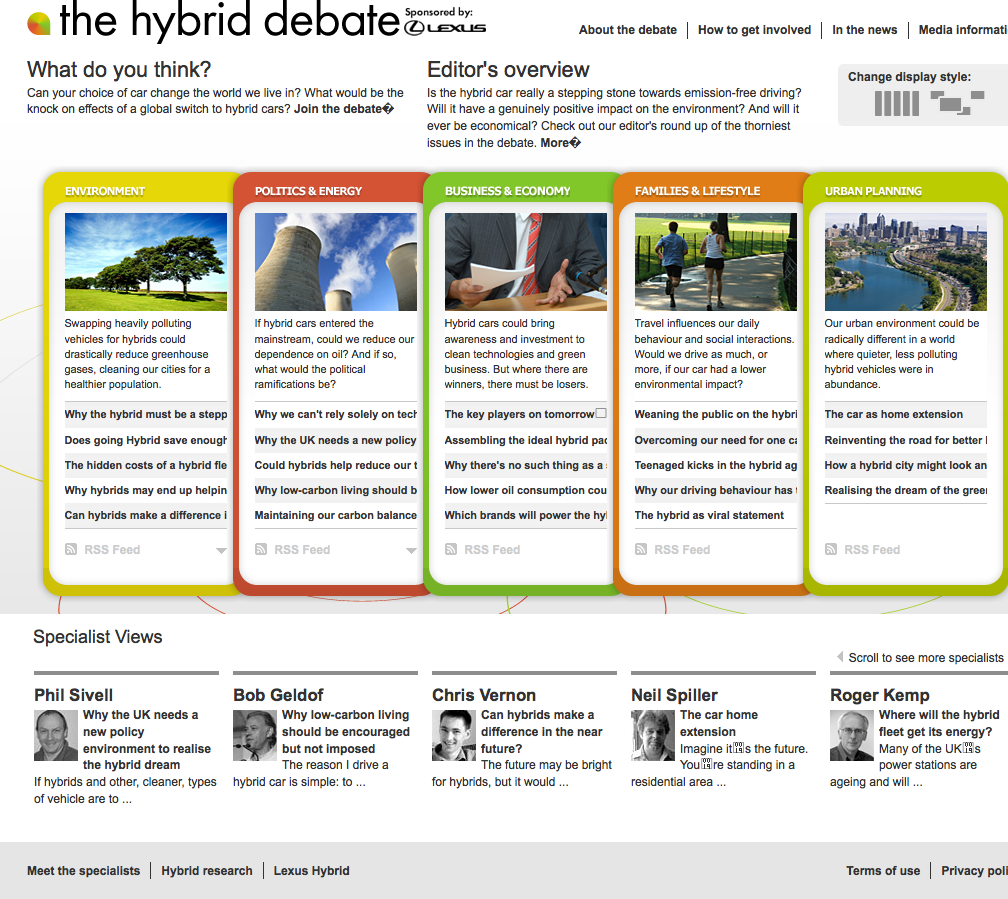 the hybrid debate
Sponsored by:
LEXUS
About the debate
How to get involved
In the news
Media informati
What do you think?
Can your choice of car change the world we live in? What would be the
knock on effects of a global switch to hybrid cars? Join the debate�
Editor's overview
Is the hybrid car really a stepping stone towards emission-free driving?
Will it have a genuinely positive impact on the environment? And will it
ever be economical? Check out our editor's round up of the thorniest
issues in the debate. More�
Change display style:
ENVIRONMENT
Swapping heavily polluting
vehicles for hybrids could
drastically reduce greenhouse
gases, cleaning our cities for a
healthier population.
Why the hybrid must be a stepp
Does going Hybrid save enough
The hidden costs of a hybrid fle
Why hybrids may end up helpin
Can hybrids make a difference i
RSS Feed
POLITICS & ENERGY
If hybrid cars entered the
mainstream, could we reduce our
dependence on oil? And if so,
what would the political
ramifications be?
Why we can't rely solely on tech
Why the UK needs a new policy
Could hybrids help reduce our t
Why low-carbon living should b
Maintaining our carbon balance
RSS Feed
BUSINESS & ECONOMY
Hybrid cars could bring
awareness and investment to
clean technologies and green
business. But where there are
winners, there must be losers.
The key players on tomorrow
Assembling the ideal hybrid pac
Why there's no such thing as a
How lower oil consumption cou
Which brands will power the hyl
RSS Feed
FAMILIES & LIFESTYLE
Travel influences our daily
behaviour and social interactions.
Would we drive as much, or
more, if our car had a lower
environmental impact?
Weaning the public on the hybri
Overcoming our need for one ca
Teenaged kicks in the hybrid ag
Why our driving behaviour has
The hybrid as viral statement
RSS Feed
URBAN PLANNING
Our urban environment could be
radically different in a world
where quieter, less polluting
hybrid vehicles were in
abundance.
The car as home extension
Reinventing the road for better
How a hybrid city might look an
Realising the dream of the gree
RSS Feed
Specialist Views
Scroll to see more specialists
Phil Sivell
Why the UK needs a
new policy
environment to realise
the hybrid dream
If hybrids and other, cleaner, types
of vehicle are to ...
Bob Geldof
Why low-carbon living
should be encouraged
but not imposed
The reason I drive a
hybrid car is simple: to ...
Chris Vernon
Can hybrids make a
difference in the near
future?
The future may be bright
for hybrids, but it would ...
Neil Spiller
The car home
extension
Imagine it s the future.
You re standing in a
residential area ...
Roger Kemp
Where will the hybrid
fleet get its energy?
Many of the UK s
power stations are
ageing and will ...
Meet the specialists
Hybrid research
Lexus Hybrid
Terms of use
Privacy poli